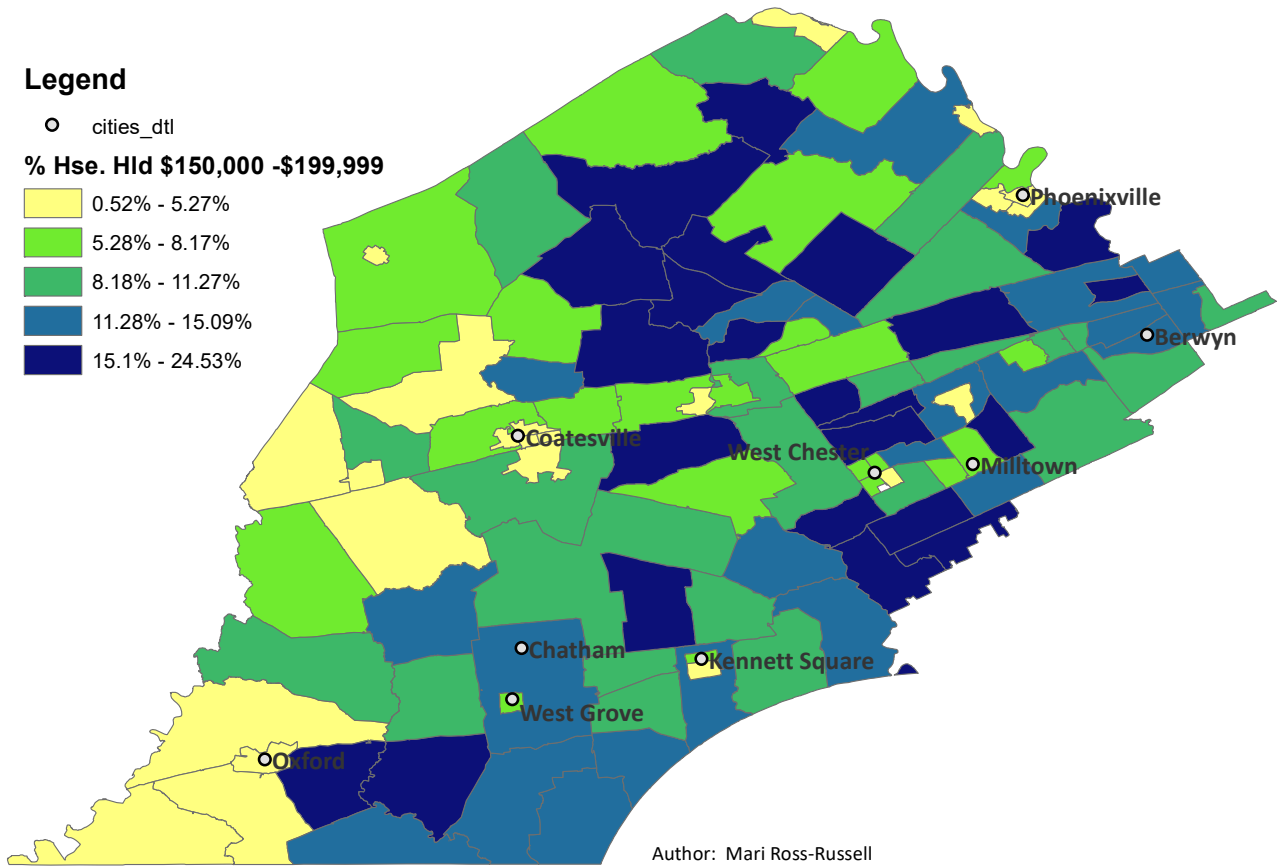 Legend
cities_dtl
% Hse. Hld $150,000 -$199,999
0.52% - 5.27%
5.28% - 8.17%
8.18% - 11.27%
11.28% - 15.09%
15.1% - 24.53%
Phoenixville
Berwyn
Coatesville
West Chester
Milltown
Chatham
Kennett Square
West Grove
Oxford
Author: Mari Ross-Russell